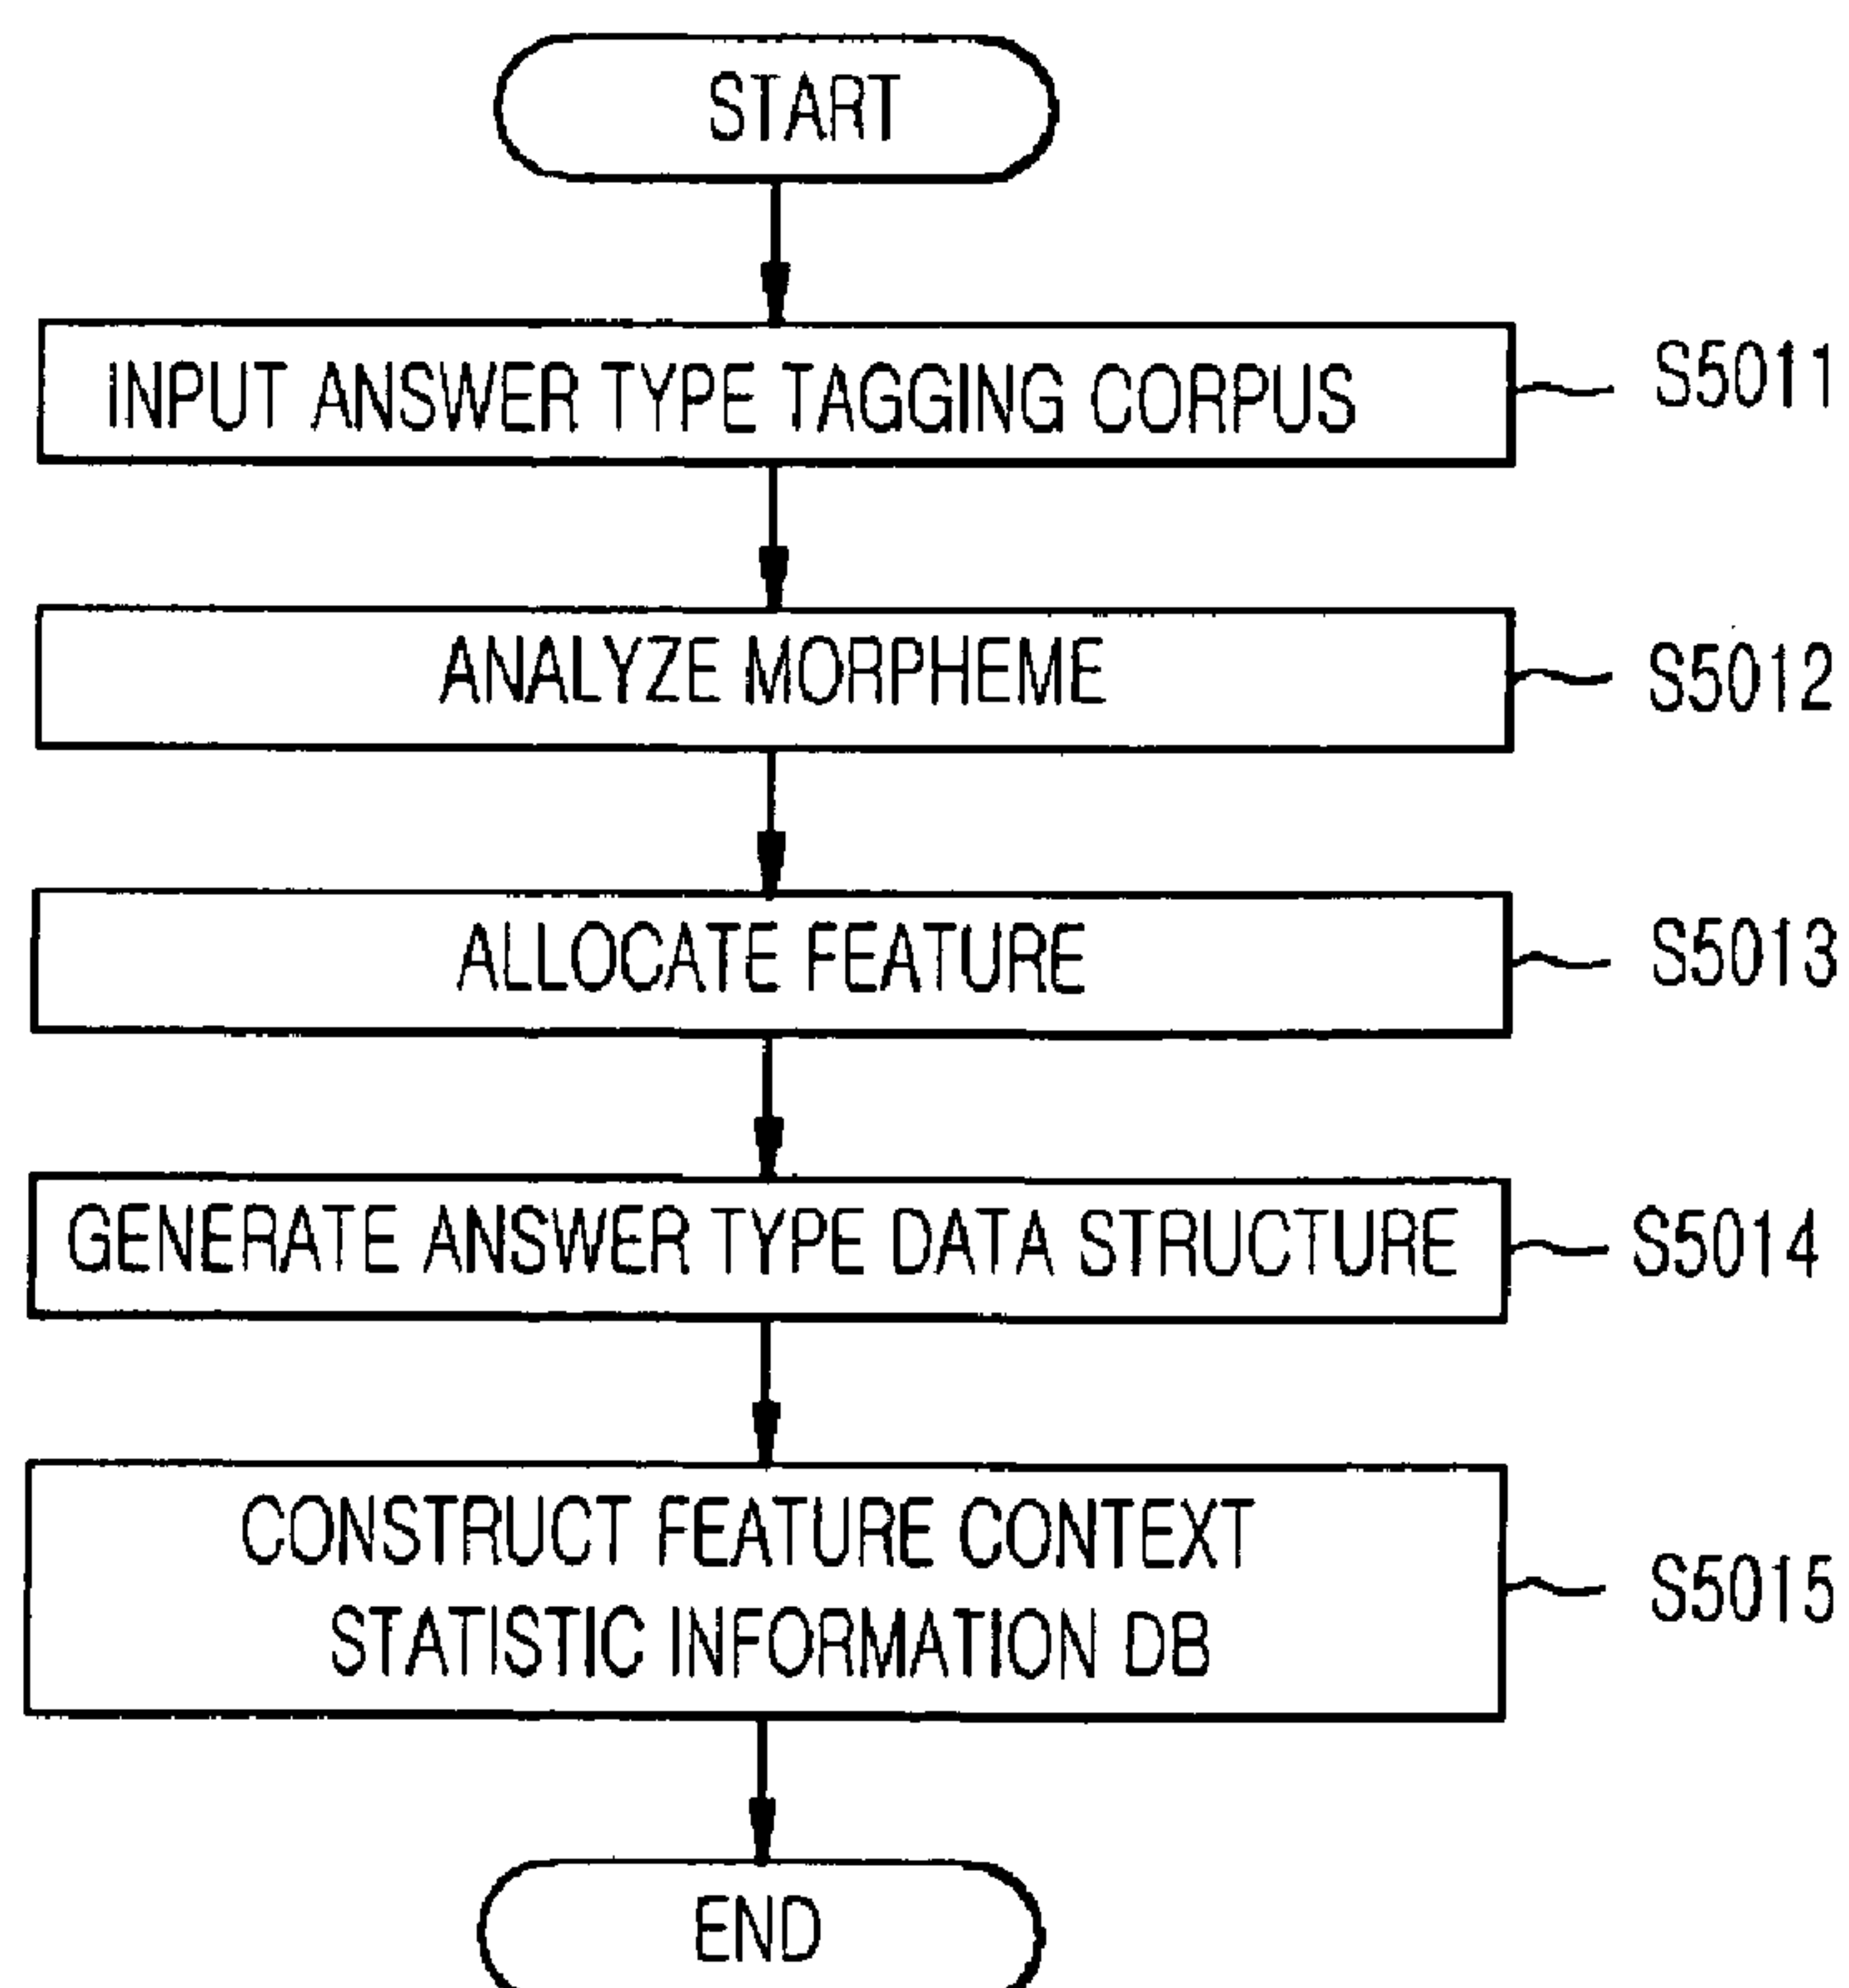 START
INPUT ANSWER TYPE TAGGING CORPUS
S5011
ANALYZE MORPHEME
S5012
ALLOCATE FEATURE
S5013
GENERATE ANSWER TYPE DATA STRUCTURE
S5014
CONSTRUCT FEATURE CONTEXT
STATISTIC INFORMATION DB
S5015
END